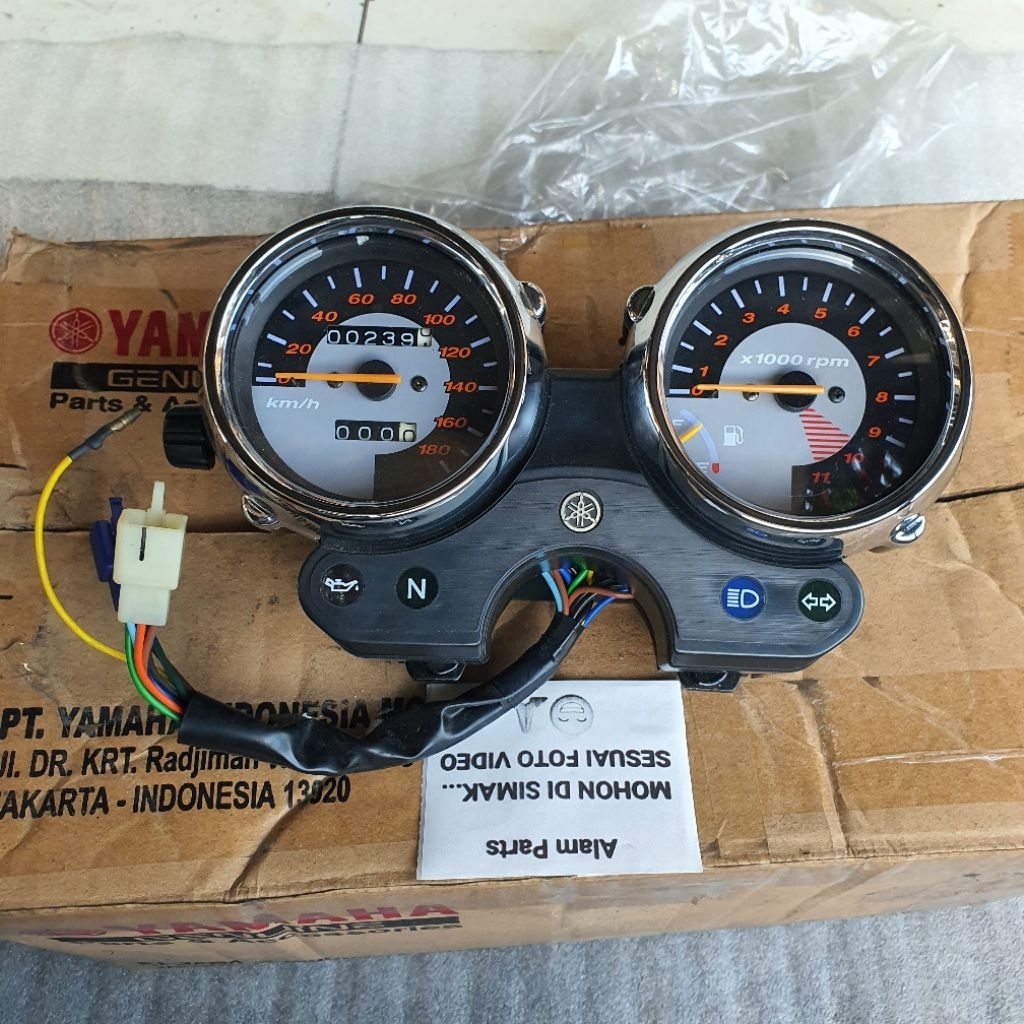 YAM
GENU
Parts & Ac
20
40
60
80
100
120
140
160
180
00239
km/h
000
0
1
2
3
4
5
6
7
8
9
10
11
x1000 rpm
F
E
N
PT. YAMAHA INDONESIA MO
Jl. DR. KRT. Radjiman
JAKARTA - INDONESIA 13920
Alam Parts
MOHON DI SIMAK...
SESUAI FOTO VIDEO
YAMAHA